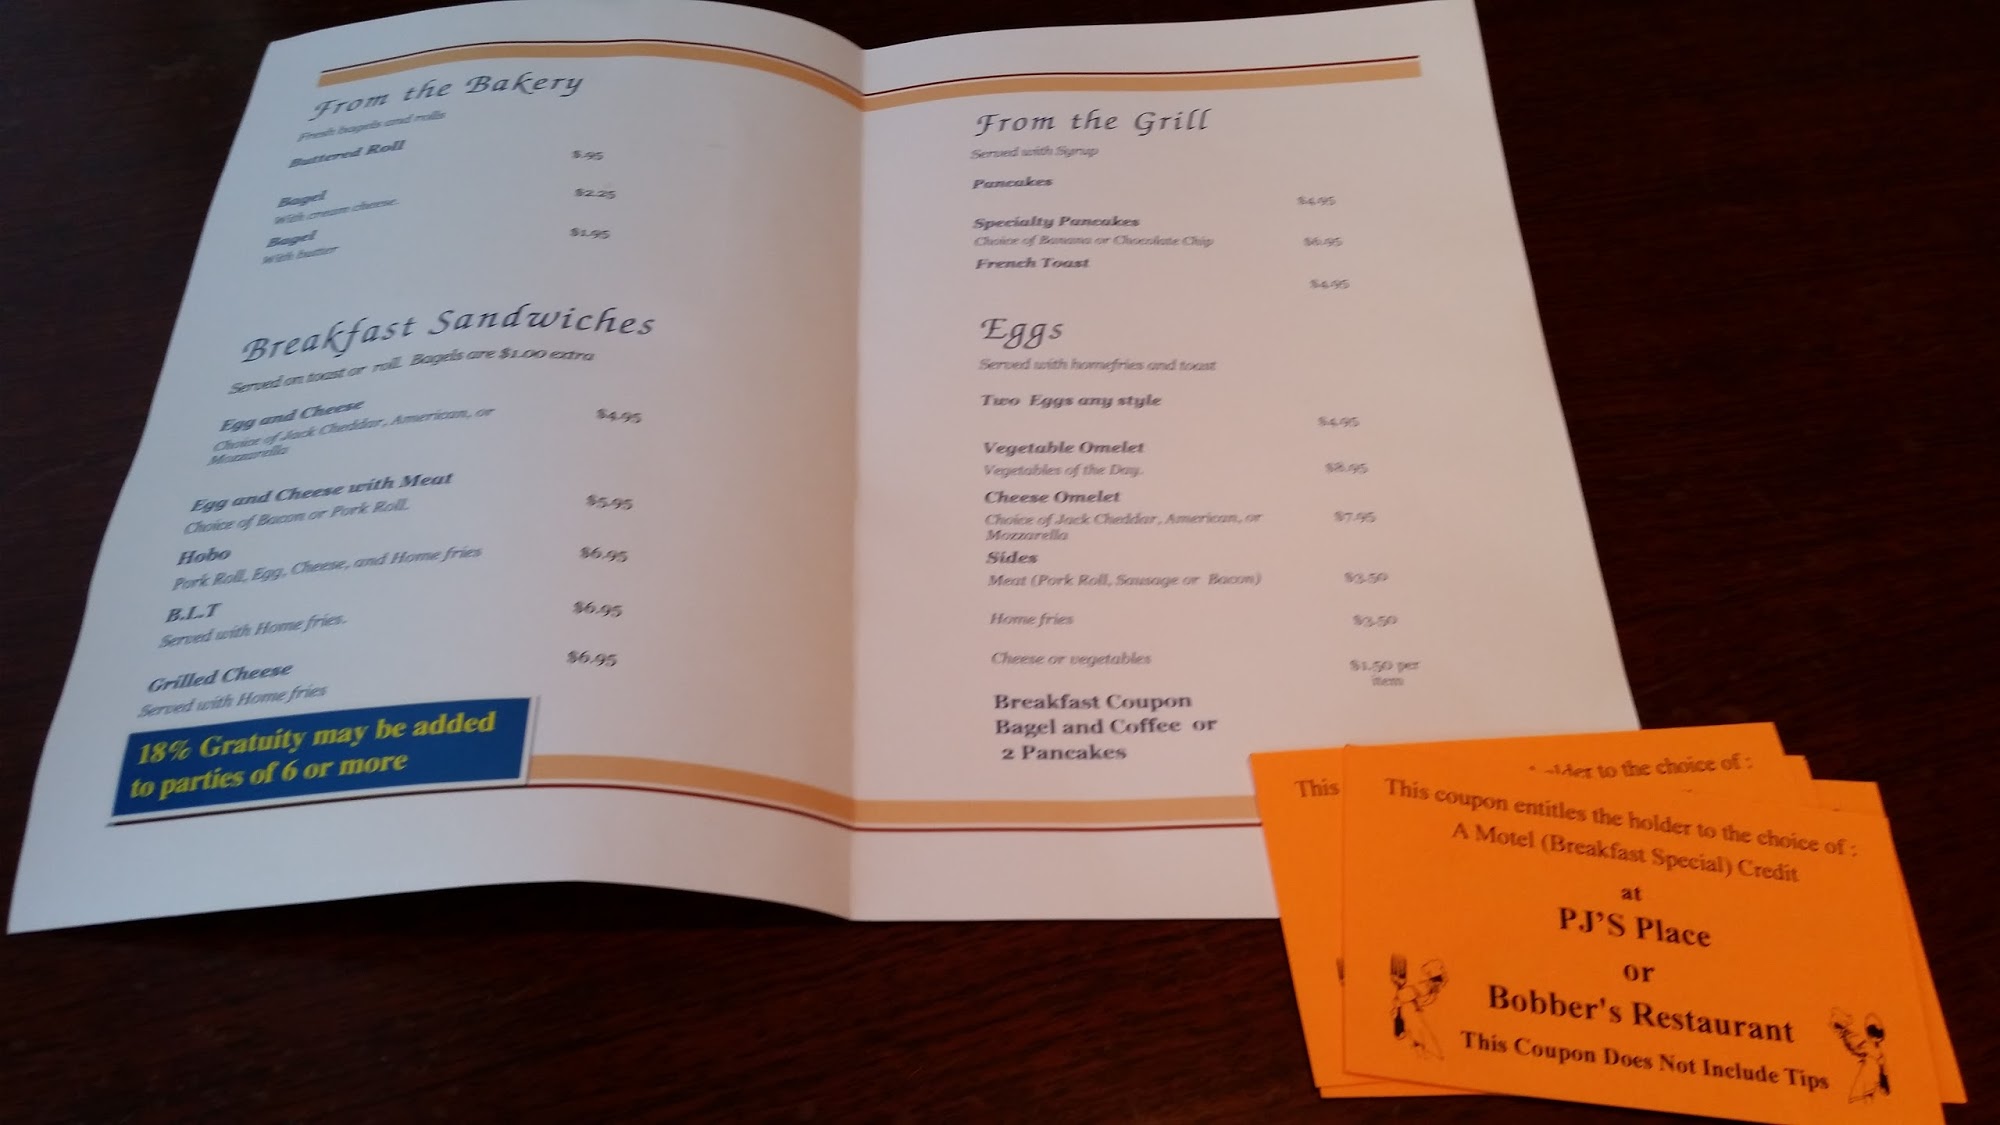 From the Bakery
Fresh bagels and rolls
Buttered Roll
$.95
Bagel
$2.25
With cream cheese.
Bagel
$1.95
With butter
Breakfast Sandwiches
Served on toast or roll. Bagels are $1.00 extra
Egg and Cheese
$4.95
Choice of Jack Cheddar, American, or
Mozzarella
Egg and Cheese with Meat
$5.95
Choice of Bacon or Pork Roll.
Hobo
$6.95
Pork Roll, Egg, Cheese, and Home fries
B.L.T
$6.95
Served with Home fries.
Grilled Cheese
$6.95
Served with Home fries
18% Gratuity may be added
to parties of 6 or more
From the Grill
Served with Syrup
Pancakes
$4.95
Specialty Pancakes
Choice of Banana or Chocolate Chip
$6.95
French Toast
$4.95
Eggs
Served with homefries and toast
Two Eggs any style
$4.95
Vegetable Omelet
Vegetables of the Day.
$8.95
Cheese Omelet
Choice of Jack Cheddar, American, or
$7.95
Mozzarella
Sides
Meat (Pork Roll, Sausage or Bacon)
$3.50
Home fries
$3.50
Cheese or vegetables
$1.50 per
item
Breakfast Coupon
Bagel and Coffee or
2 Pancakes
to the choice of :
This
This coupon entitles the holder to the choice of :
A Motel (Breakfast Special) Credit
at
PJ'S Place
or
Bobber's Restaurant
This Coupon Does Not Include Tips